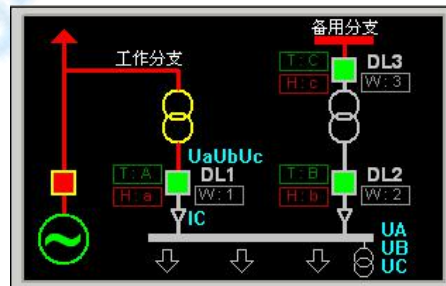 备用分支
工作分支
T:C
DL3
H:c
W:3
UaUbUc
T:A
DL1
H:a
W:1
IC
T:B
DL2
H:b
W:2
UA
UB
UC